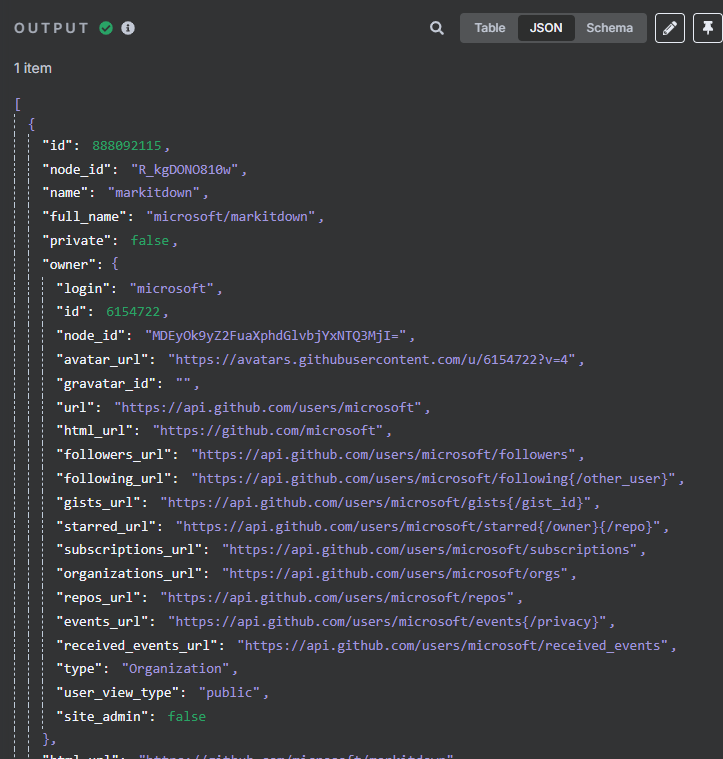 OUTPUT
Table JSON Schema
1 item
[
{
"id": 888092115,
"node_id": "R_kgDONO810w",
"name": "markitdown",
"full_name": "microsoft/markitdown",
"private": false,
"owner": {
"login": "microsoft",
"id": 6154722,
"node_id": "MDEyOk9yZ2FuaXphdGlvbjYxNTQ3MjI=",
"avatar_url": "https://avatars.githubusercontent.com/u/6154722?v=4",
"gravatar_id": "",
"url": "https://api.github.com/users/microsoft",
"html_url": "https://github.com/microsoft",
"followers_url": "https://api.github.com/users/microsoft/followers",
"following_url": "https://api.github.com/users/microsoft/following{/other_user}",
"gists_url": "https://api.github.com/users/microsoft/gists{/gist_id}",
"starred_url": "https://api.github.com/users/microsoft/starred{/owner}{/repo}",
"subscriptions_url": "https://api.github.com/users/microsoft/subscriptions",
"organizations_url": "https://api.github.com/users/microsoft/orgs",
"repos_url": "https://api.github.com/users/microsoft/repos",
"events_url": "https://api.github.com/users/microsoft/events{/privacy}",
"received_events_url": "https://api.github.com/users/microsoft/received_events",
"type": "Organization",
"user_view_type": "public",
"site_admin": false
},
"html_url": "https://github.com/microsoft/markitdown"